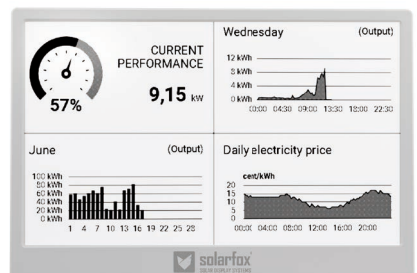 CURRENT
PERFORMANCE
9,15 kW
57%
Wednesday (Output)
12 kWh
8 kWh
4 kWh
0 kWh
00:00 04:30 09:00 13:30 18:00 22:30
June (Output)
100 kWh
80 kWh
60 kWh
40 kWh
20 kWh
0 kWh
1 4 7 10 13 16 19 22 25 28
Daily electricity price
cent/kWh
20
15
10
5
0
00:00 04:00 08:00 12:00 16:00 20:00
solarfox®
SOLAR DISPLAY SYSTEMS